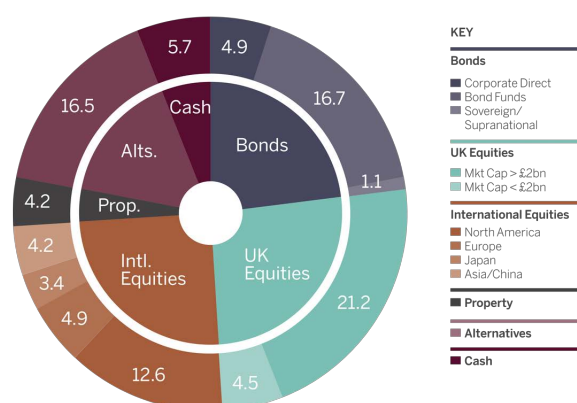 5.7
4.9
16.5
16.7
Cash
Alts.
Bonds
1.1
4.2
Prop.
4.2
Intl.
Equities
UK
Equities
3.4
21.2
4.9
12.6
4.5
KEY
Bonds
Corporate Direct
Bond Funds
Sovereign/
Supranational
UK Equities
Mkt Cap > £2bn
Mkt Cap < £2bn
International Equities
North America
Europe
Japan
Asia/China
Property
Alternatives
Cash